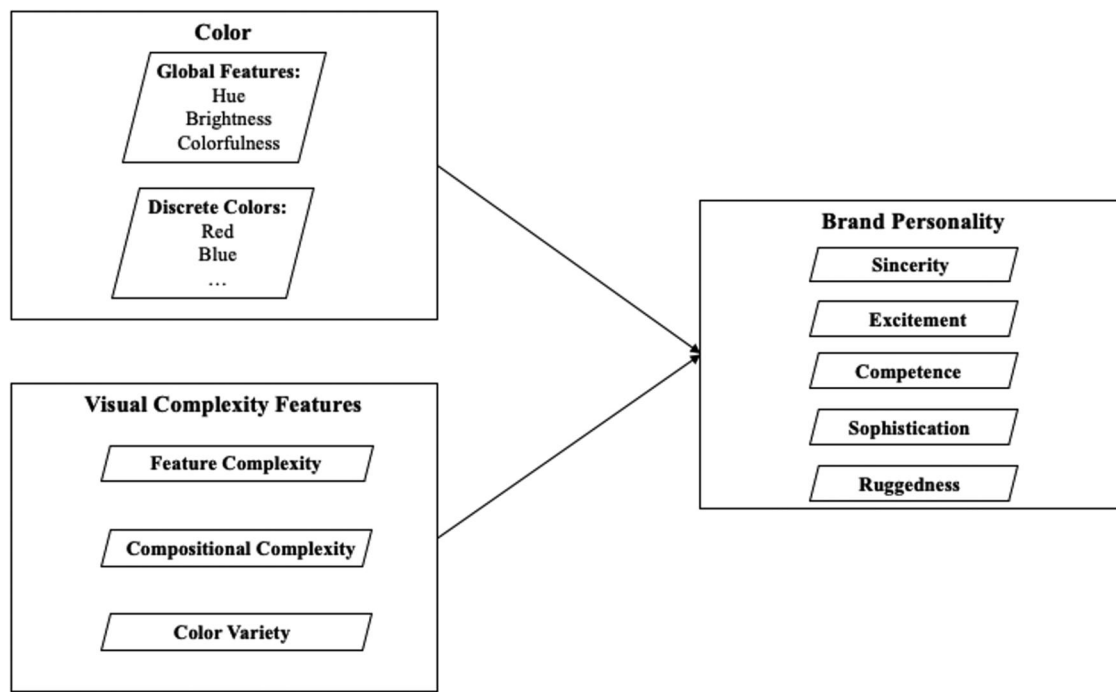 Color
Global Features:
Hue
Brightness
Colorfulness
Discrete Colors:
Red
Blue
…
Visual Complexity Features
Feature Complexity
Compositional Complexity
Color Variety
Brand Personality
Sincerity
Excitement
Competence
Sophistication
Ruggedness